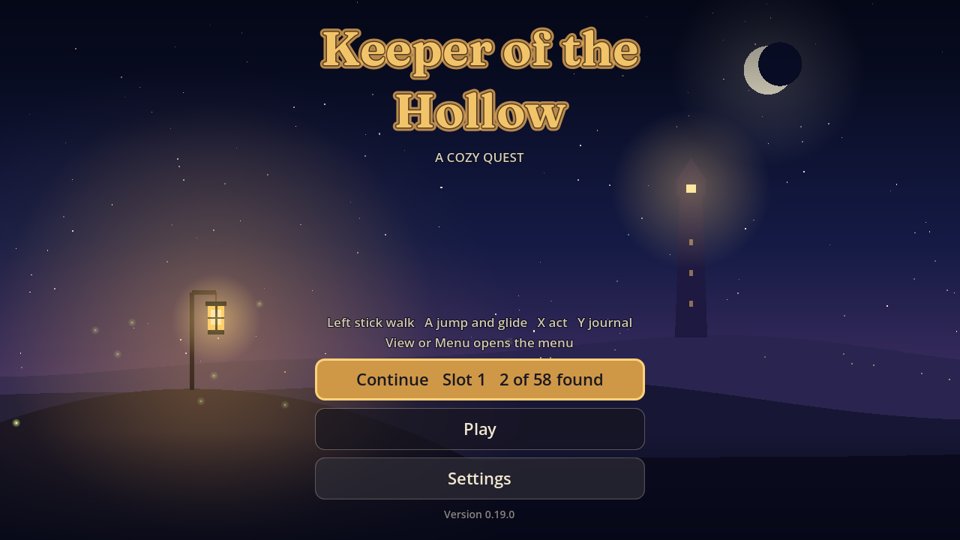 Keeper of the
Hollow
A COZY QUEST
Left stick walk   A jump and glide   X act   Y journal
View or Menu opens the menu
Continue   Slot 1   2 of 58 found
Play
Settings
Version 0.19.0